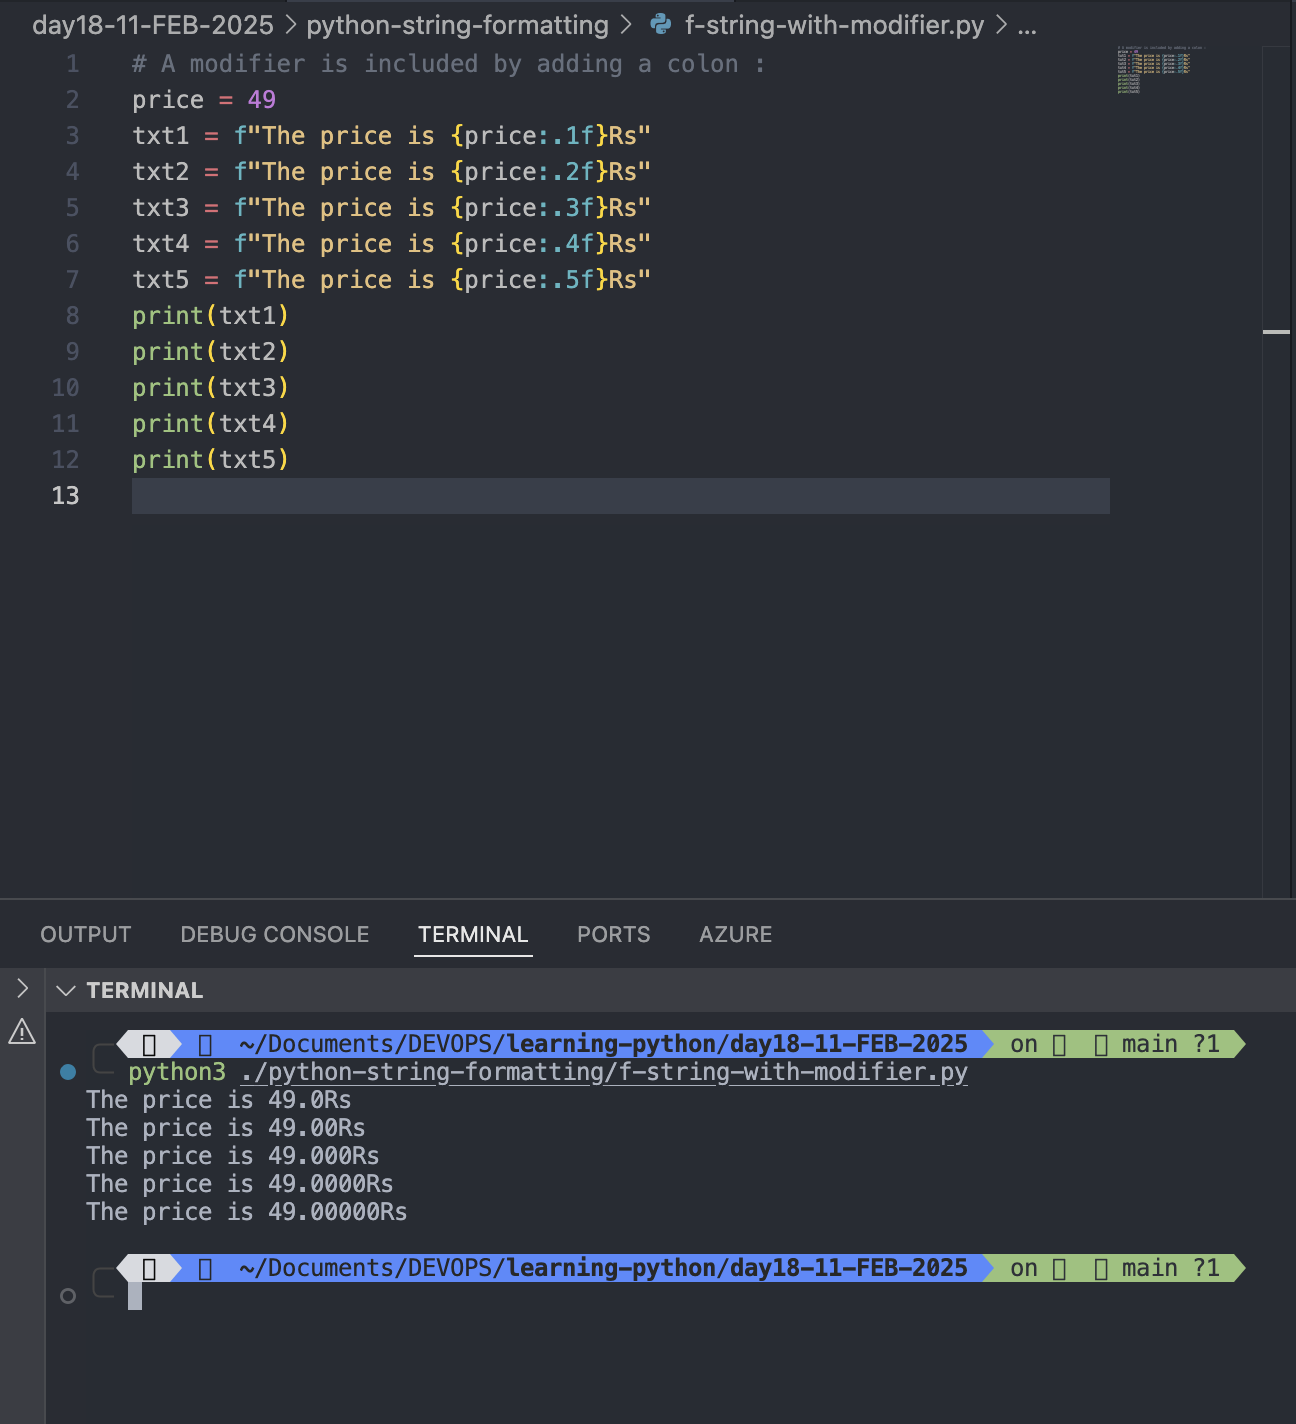 day18-11-FEB-2025 > python-string-formatting > f-string-with-modifier.py > ...
1 # A modifier is included by adding a colon :
2 price = 49
3 txt1 = f"The price is {price:.1f}Rs"
4 txt2 = f"The price is {price:.2f}Rs"
5 txt3 = f"The price is {price:.3f}Rs"
6 txt4 = f"The price is {price:.4f}Rs"
7 txt5 = f"The price is {price:.5f}Rs"
8 print(txt1)
9 print(txt2)
10 print(txt3)
11 print(txt4)
12 print(txt5)
13
OUTPUT DEBUG CONSOLE TERMINAL PORTS AZURE
TERMINAL
~/Documents/DEVOPS/learning-python/day18-11-FEB-2025 on main ?1
python3 ./python-string-formatting/f-string-with-modifier.py
The price is 49.0Rs
The price is 49.00Rs
The price is 49.000Rs
The price is 49.0000Rs
The price is 49.00000Rs
~/Documents/DEVOPS/learning-python/day18-11-FEB-2025 on main ?1